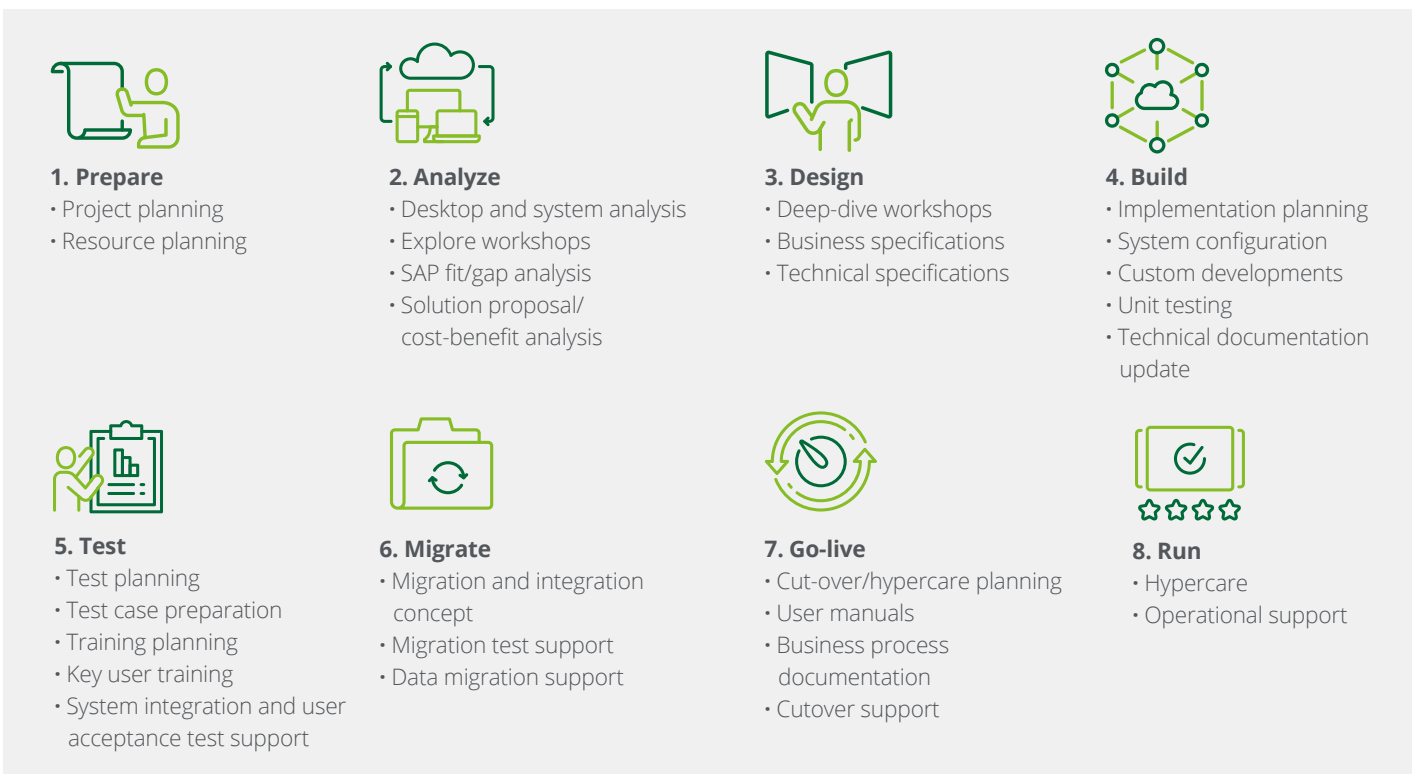 1. Prepare
• Project planning
• Resource planning
2. Analyze
• Desktop and system analysis
• Explore workshops
• SAP fit/gap analysis
• Solution proposal/
cost-benefit analysis
3. Design
• Deep-dive workshops
• Business specifications
• Technical specifications
4. Build
• Implementation planning
• System configuration
• Custom developments
• Unit testing
• Technical documentation
update
5. Test
• Test planning
• Test case preparation
• Training planning
• Key user training
• System integration and user
acceptance test support
6. Migrate
• Migration and integration
concept
• Migration test support
• Data migration support
7. Go-live
• Cut-over/hypercare planning
• User manuals
• Business process
documentation
• Cutover support
8. Run
• Hypercare
• Operational support